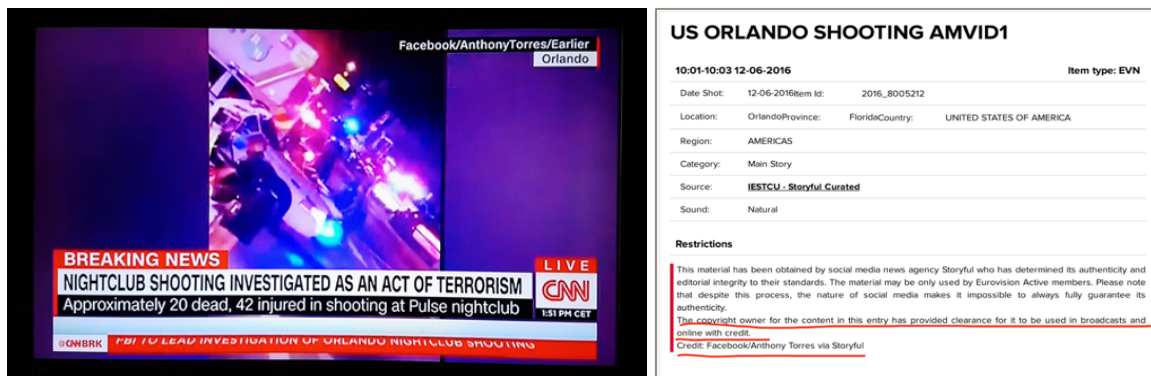 Facebook/AnthonyTorres/Earlier
Orlando
BREAKING NEWS
NIGHTCLUB SHOOTING INVESTIGATED AS AN ACT OF TERRORISM
Approximately 20 dead, 42 injured in shooting at Pulse nightclub
LIVE
CNN
1:51 PM CET
@CNNBRK
FBI TO LEAD INVESTIGATION OF ORLANDO NIGHTCLUB SHOOTING
US ORLANDO SHOOTING AMVID1
10:01-10:03 12-06-2016 Item type: EVN
Date Shot: 12-06-2016Item Id: 2016_8005212
Location: OrlandoProvince: FloridaCountry: UNITED STATES OF AMERICA
Region: AMERICAS
Category: Main Story
Source: IESTCU - Storyful Curated
Sound: Natural
Restrictions
This material has been obtained by social media news agency Storyful who has determined its authenticity and
editorial integrity to their standards. The material may be only used by Eurovision Active members. Please note
that despite this process, the nature of social media makes it impossible to always fully guarantee its
authenticity.
The copyright owner for the content in this entry has provided clearance for it to be used in broadcasts and
online with credit.
Credit: Facebook/Anthony Torres via Storyful